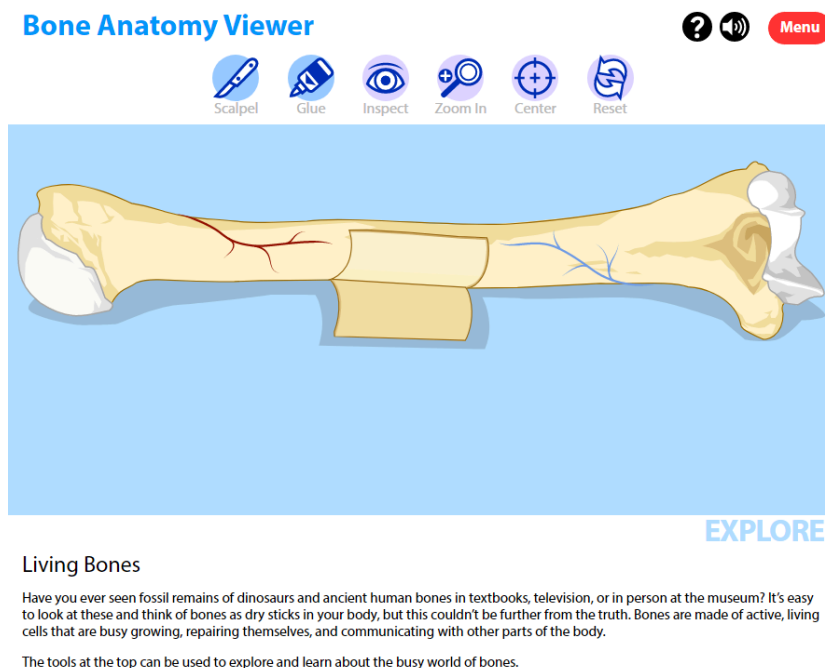 Bone Anatomy Viewer
? Menu
Scalpel Glue Inspect Zoom In Center Reset
EXPLORE
Living Bones
Have you ever seen fossil remains of dinosaurs and ancient human bones in textbooks, television, or in person at the museum? It's easy
to look at these and think of bones as dry sticks in your body, but this couldn't be further from the truth. Bones are made of active, living
cells that are busy growing, repairing themselves, and communicating with other parts of the body.
The tools at the top can be used to explore and learn about the busy world of bones.